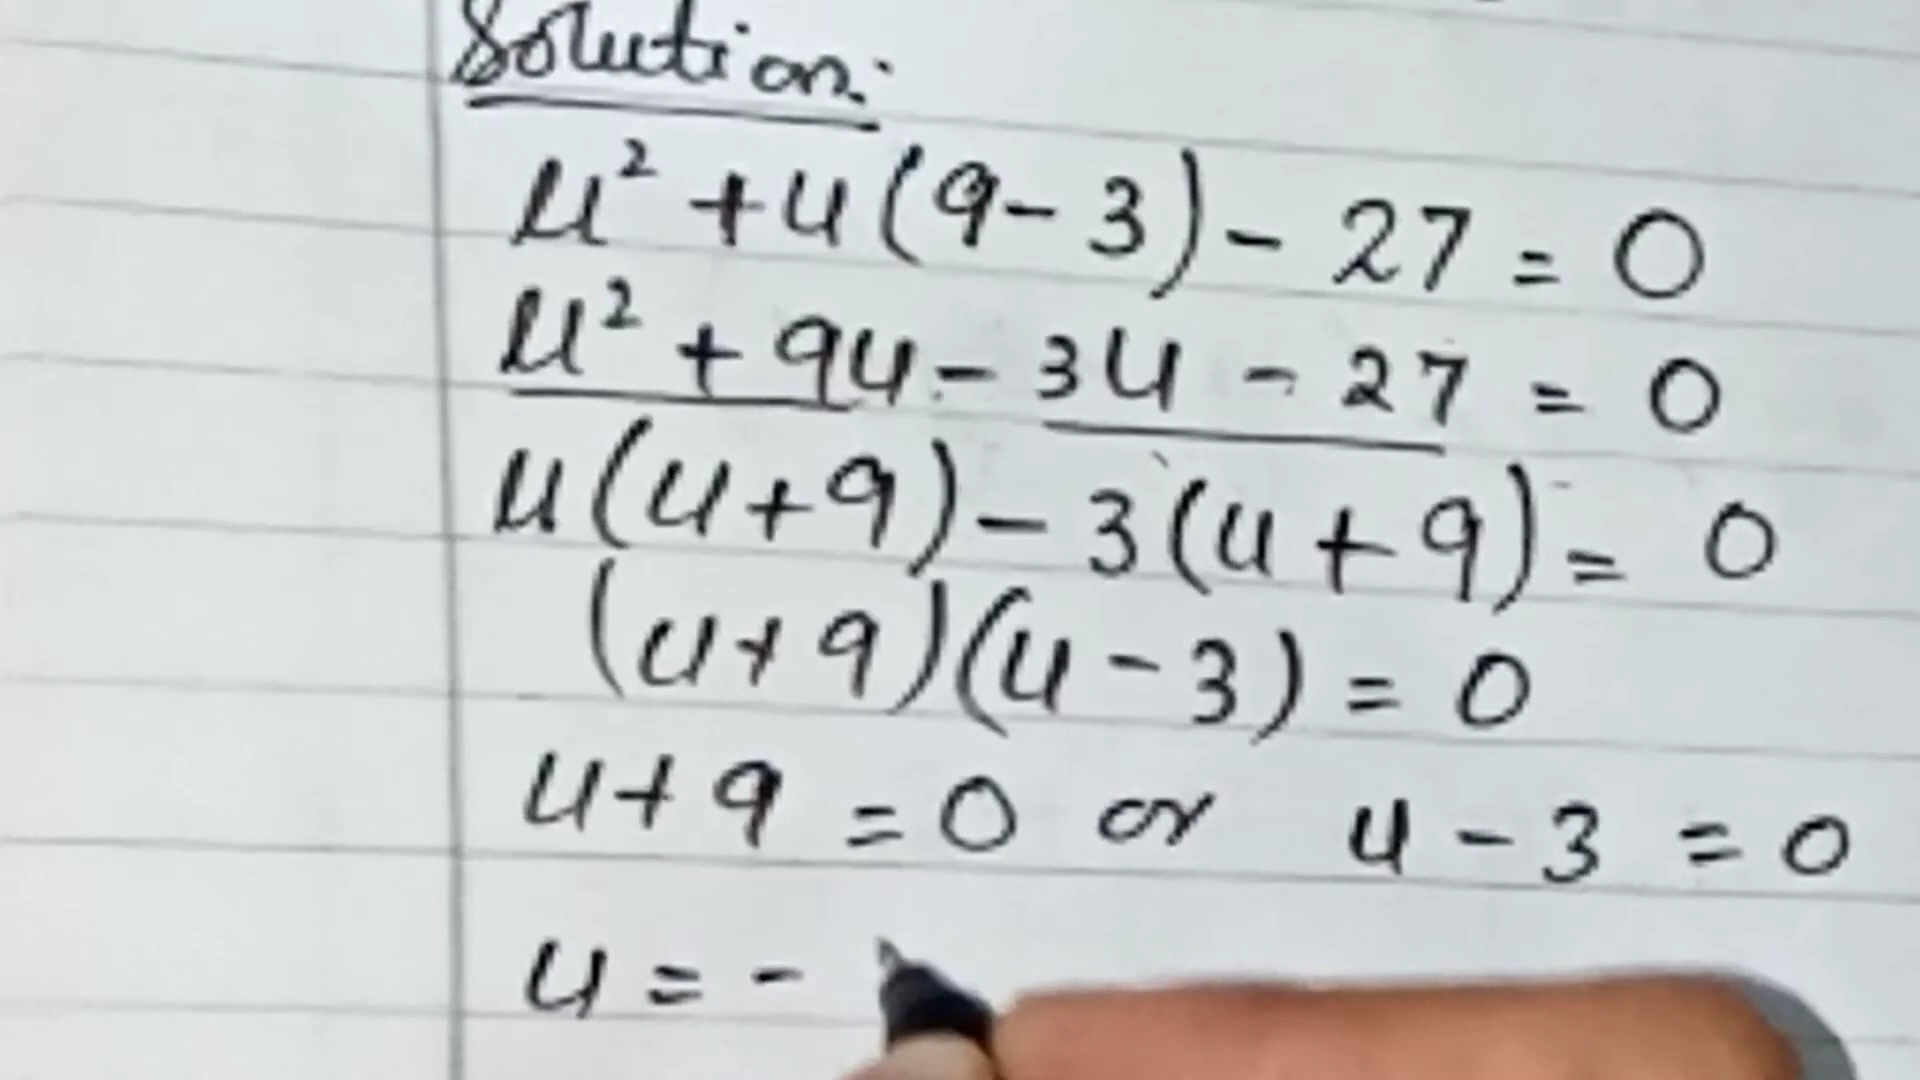 Solution:
u² + u(9 - 3) - 27 = 0
u² + 9u - 3u - 27 = 0
u(u + 9) - 3(u + 9) = 0
(u + 9)(u - 3) = 0
u + 9 = 0 or u - 3 = 0
u = -